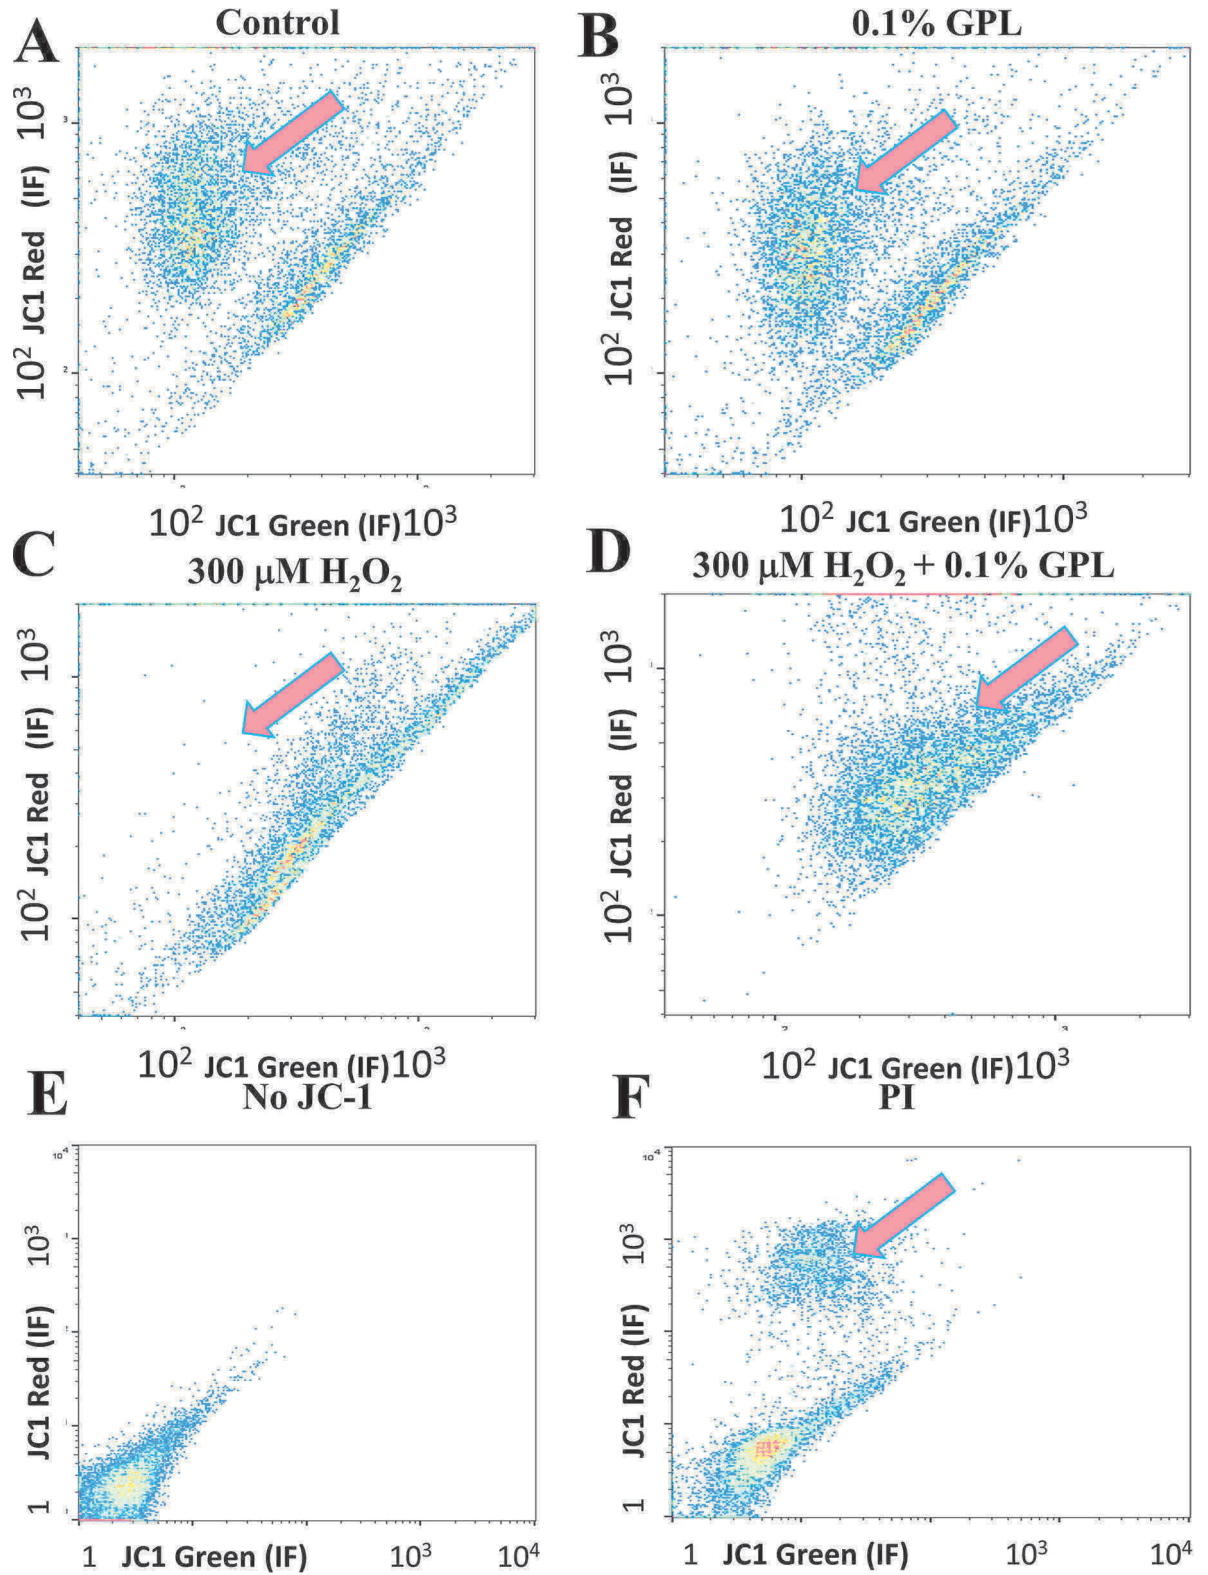 A Control
B 0.1% GPL
JC1 Red (IF)
10² 10³
3
2
10² JC1 Green (IF)10³
JC1 Red (IF)
10² 10³
10² JC1 Green (IF)10³
C 300 µM H₂O₂
D 300 µM H₂O₂ + 0.1% GPL
10² JC1 Red (IF) 10³
10² JC1 Green (IF)10³
10² JC1 Red (IF) 10³
10² JC1 Green (IF)10³
E No JC-1
F PI
1 JC1 Red (IF) 10³
10⁴
1 JC1 Green (IF) 10³ 10⁴
1 JC1 Red (IF) 10³
10⁴
1 JC1 Green (IF) 10³ 10⁴